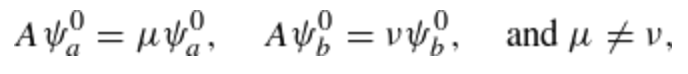 Aψ_a^0 = μψ_a^0,   Aψ_b^0 = νψ_b^0,   and μ ≠ ν,